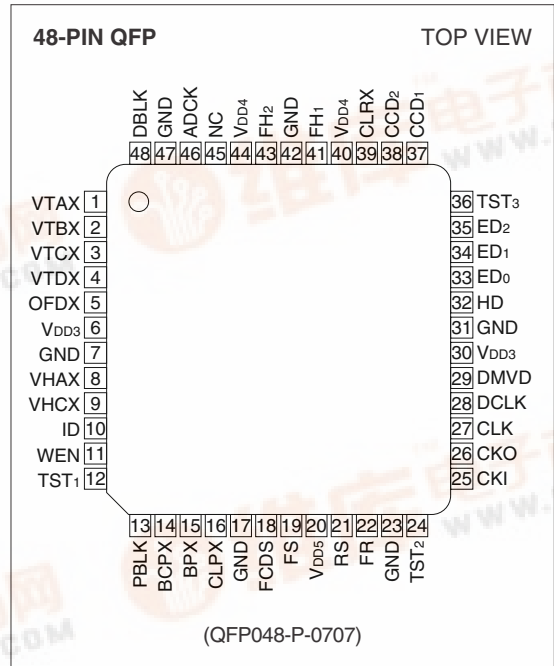 48-PIN QFP
TOP VIEW
DBLK
GND
ADCK
NC
VDD4
FH2
GND
FH1
VDD4
CLRX
CCD2
CCD1
48 47 46 45 44 43 42 41 40 39 38 37
VTAX 1
VTBX 2
VTCX 3
VTDX 4
OFDX 5
VDD3 6
GND 7
VHAX 8
VHCX 9
ID 10
WEN 11
TST1 12
36 TST3
35 ED2
34 ED1
33 ED0
32 HD
31 GND
30 VDD3
29 DMVD
28 DCLK
27 CLK
26 CKO
25 CKI
13 14 15 16 17 18 19 20 21 22 23 24
PBLK
BCPX
BPX
CLPX
GND
FCDS
FS
VDD5
RS
FR
GND
TST2
(QFP048-P-0707)